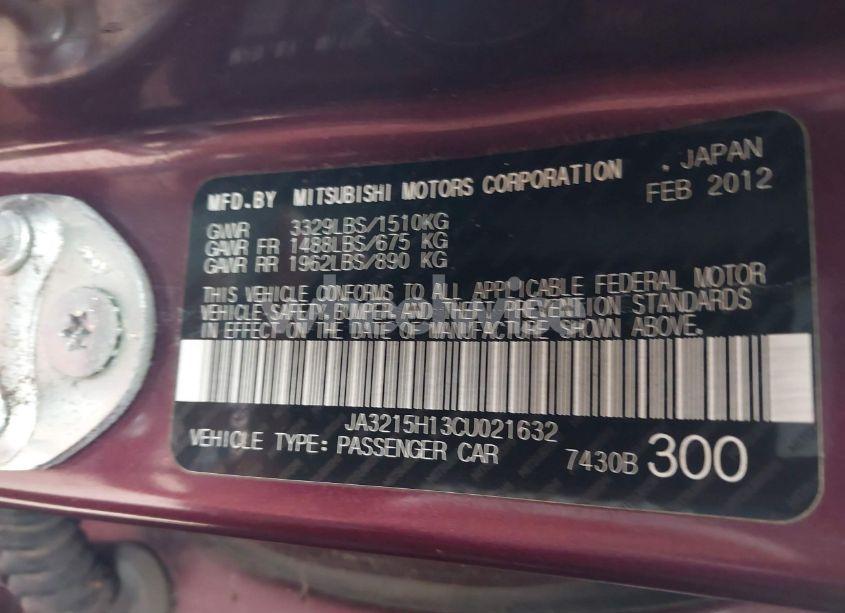 MFD.BY MITSUBISHI MOTORS CORPORATION . JAPAN
FEB 2012
GVWR 3329LBS/1510KG
GAWR FR 1488LBS/675 KG
GAWR RR 1962LBS/890 KG
THIS VEHICLE CONFORMS TO ALL APPLICABLE FEDERAL MOTOR
VEHICLE SAFETY, BUMPER, AND THEFT PREVENTION STANDARDS
IN EFFECT ON THE DATE OF MANUFACTURE SHOWN ABOVE.
JA3215H13CU021632
VEHICLE TYPE: PASSENGER CAR 7430B 300